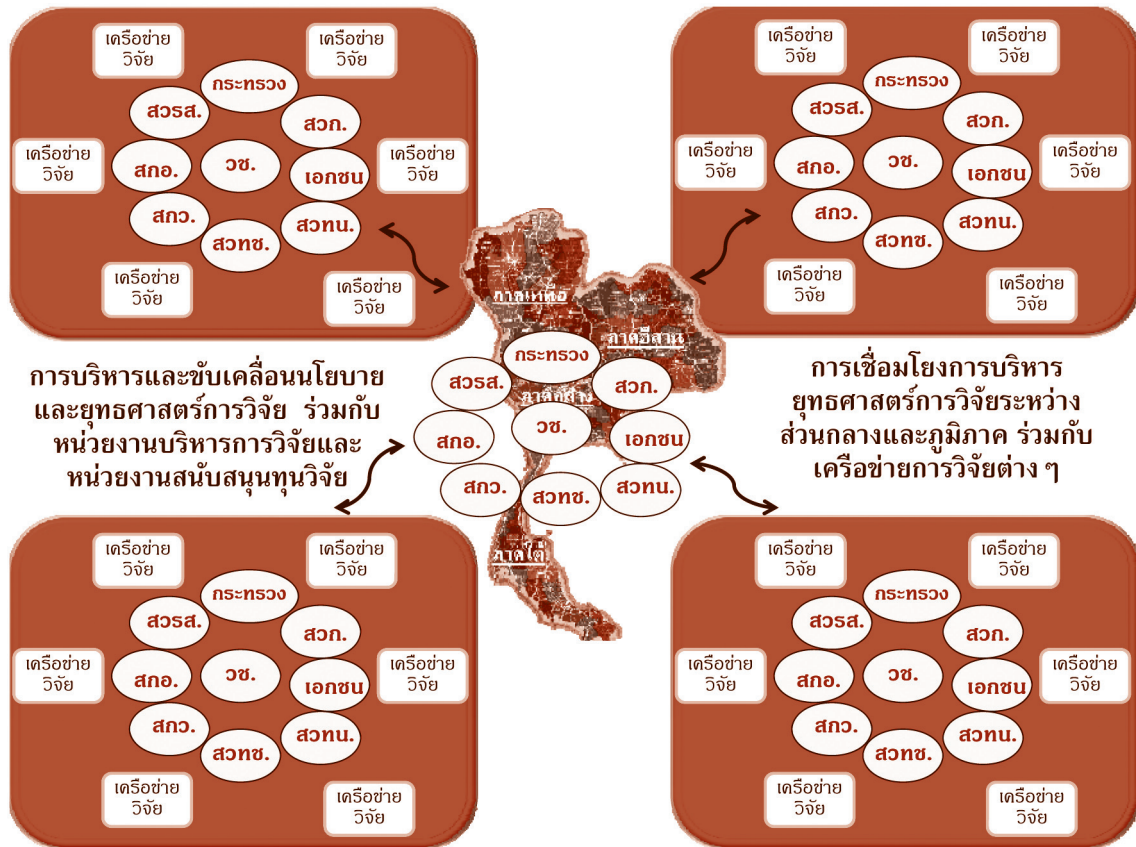 เครือข่าย
วิจัย
เครือข่าย
วิจัย
กระทรวง
สวรส.
สวก.
เครือข่าย
วิจัย
สกอ.
วช.
เอกชน
เครือข่าย
วิจัย
สกว.
สวทช.
สวทน.
เครือข่าย
วิจัย
เครือข่าย
วิจัย
เครือข่าย
วิจัย
เครือข่าย
วิจัย
กระทรวง
สวรส.
สวก.
เครือข่าย
วิจัย
สกอ.
วช.
เอกชน
เครือข่าย
วิจัย
สกว.
สวทช.
สวทน.
เครือข่าย
วิจัย
เครือข่าย
วิจัย
การบริหารและขับเคลื่อนนโยบาย
และยุทธศาสตร์การวิจัย ร่วมกับ
หน่วยงานบริหารการวิจัยและ
หน่วยงานสนับสนุนทุนวิจัย
ภาคเหนือ
ภาคอีสาน
กระทรวง
สวรส.
สวก.
ภาคกลาง
สกอ.
วช.
เอกชน
สกว.
สวทช.
สวทน.
ภาคใต้
การเชื่อมโยงการบริหาร
ยุทธศาสตร์การวิจัยระหว่าง
ส่วนกลางและภูมิภาค ร่วมกับ
เครือข่ายการวิจัยต่าง ๆ
เครือข่าย
วิจัย
เครือข่าย
วิจัย
กระทรวง
สวรส.
สวก.
เครือข่าย
วิจัย
สกอ.
วช.
เอกชน
เครือข่าย
วิจัย
สกว.
สวทช.
สวทน.
เครือข่าย
วิจัย
เครือข่าย
วิจัย
เครือข่าย
วิจัย
เครือข่าย
วิจัย
กระทรวง
สวรส.
สวก.
เครือข่าย
วิจัย
สกอ.
วช.
เอกชน
เครือข่าย
วิจัย
สกว.
สวทช.
สวทน.
เครือข่าย
วิจัย
เครือข่าย
วิจัย